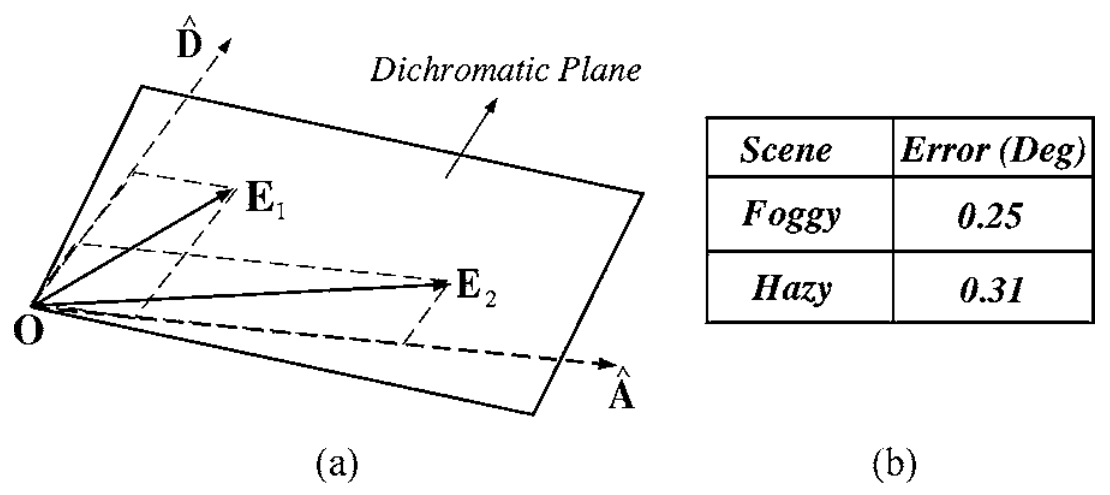 D̂
Dichromatic Plane
E₁
E₂
O
Â
(a)
Scene Error (Deg)
Foggy 0.25
Hazy 0.31
(b)